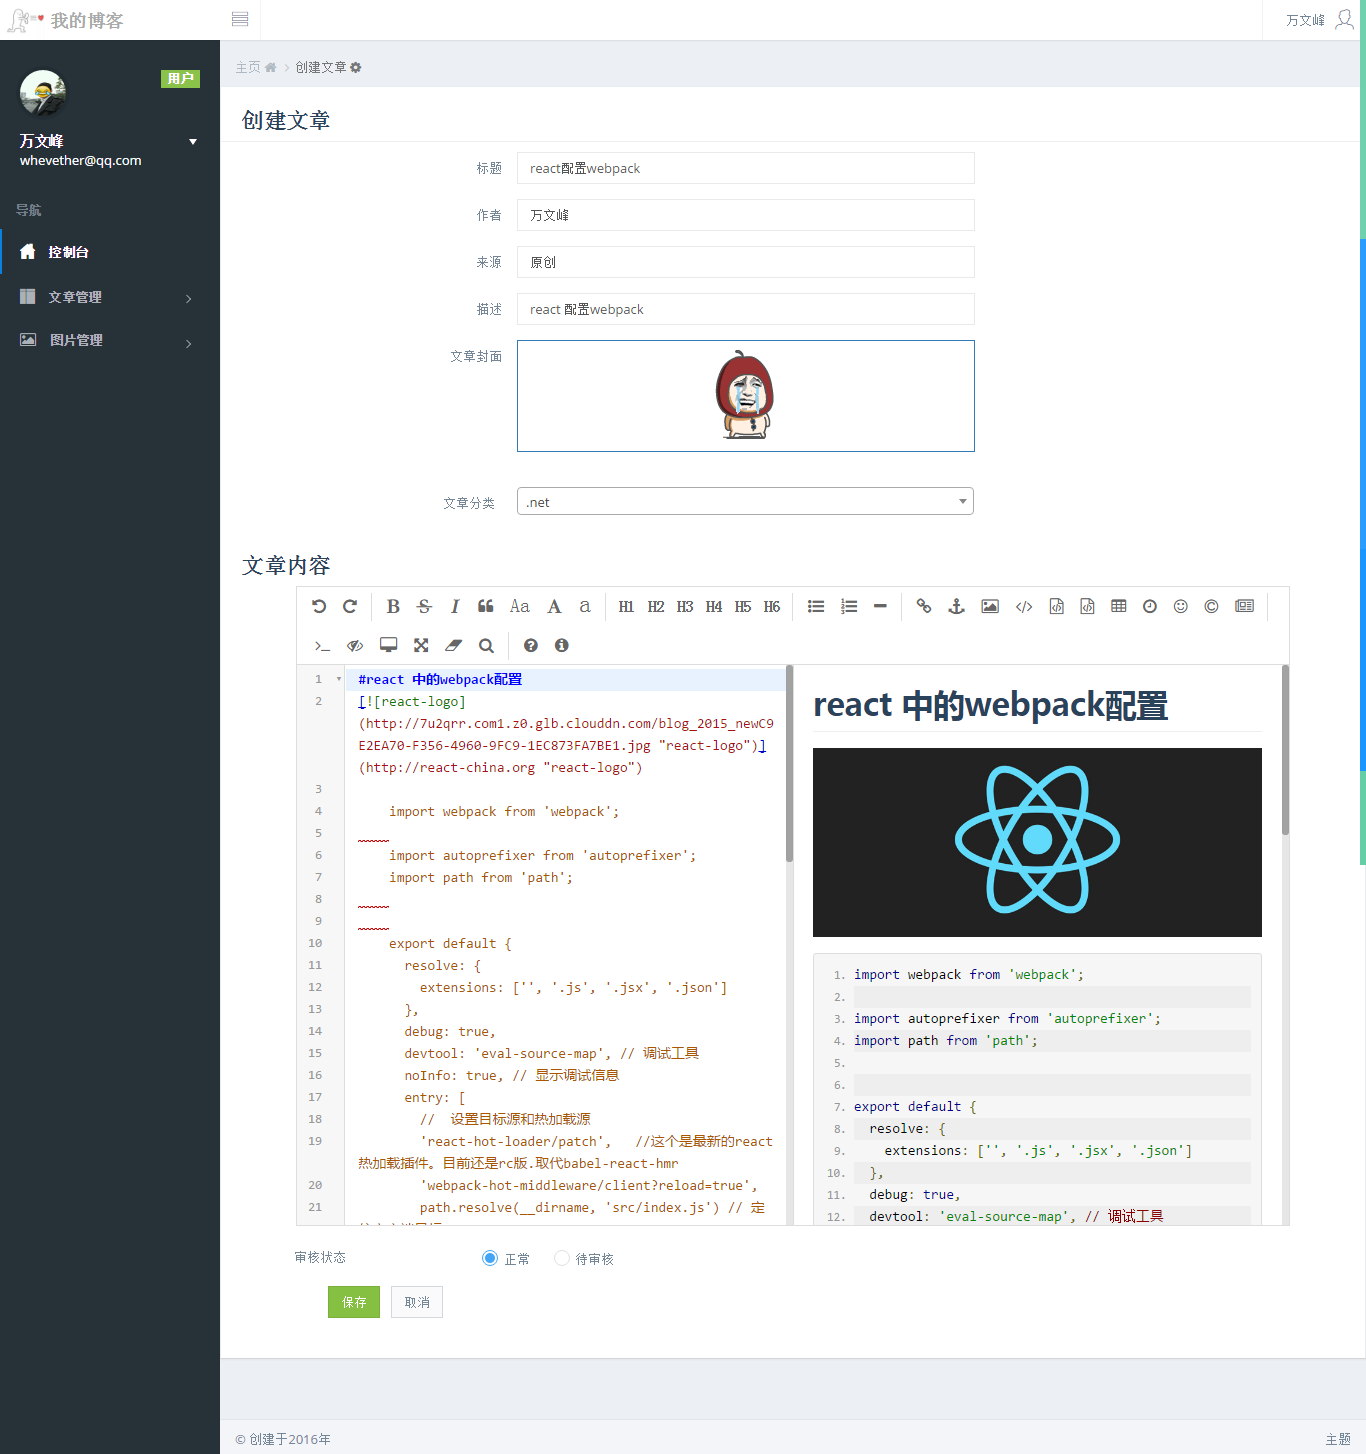 我的博客
万文峰
用户
万文峰
whevether@qq.com
导航
控制台
文章管理
图片管理
主页 创建文章
创建文章
标题 react配置webpack
作者 万文峰
来源 原创
描述 react 配置webpack
文章封面
文章分类 .net
文章内容
B S I Aa A a H1 H2 H3 H4 H5 H6
1 #react 中的webpack配置
2 [![react-logo]
(http://7u2qrr.com1.z0.glb.clouddn.com/blog_2015_newC9
E2EA70-F356-4960-9FC9-1EC873FA7BE1.jpg "react-logo")]
(http://react-china.org "react-logo")
3
4 import webpack from 'webpack';
5
6 import autoprefixer from 'autoprefixer';
7 import path from 'path';
8
9
10 export default {
11 resolve: {
12 extensions: ['', '.js', '.jsx', '.json']
13 },
14 debug: true,
15 devtool: 'eval-source-map', // 调试工具
16 noInfo: true, // 显示调试信息
17 entry: [
18 // 设置目标源和热加载源
19 'react-hot-loader/patch', //这个是最新的react
热加载插件。目前还是rc版.取代babel-react-hmr
20 'webpack-hot-middleware/client?reload=true',
21 path.resolve(__dirname, 'src/index.js') // 定
react 中的webpack配置
1. import webpack from 'webpack';
2.
3. import autoprefixer from 'autoprefixer';
4. import path from 'path';
5.
6.
7. export default {
8. resolve: {
9. extensions: ['', '.js', '.jsx', '.json']
10. },
11. debug: true,
12. devtool: 'eval-source-map', // 调试工具
审核状态 正常 待审核
保存 取消
© 创建于2016年
主题